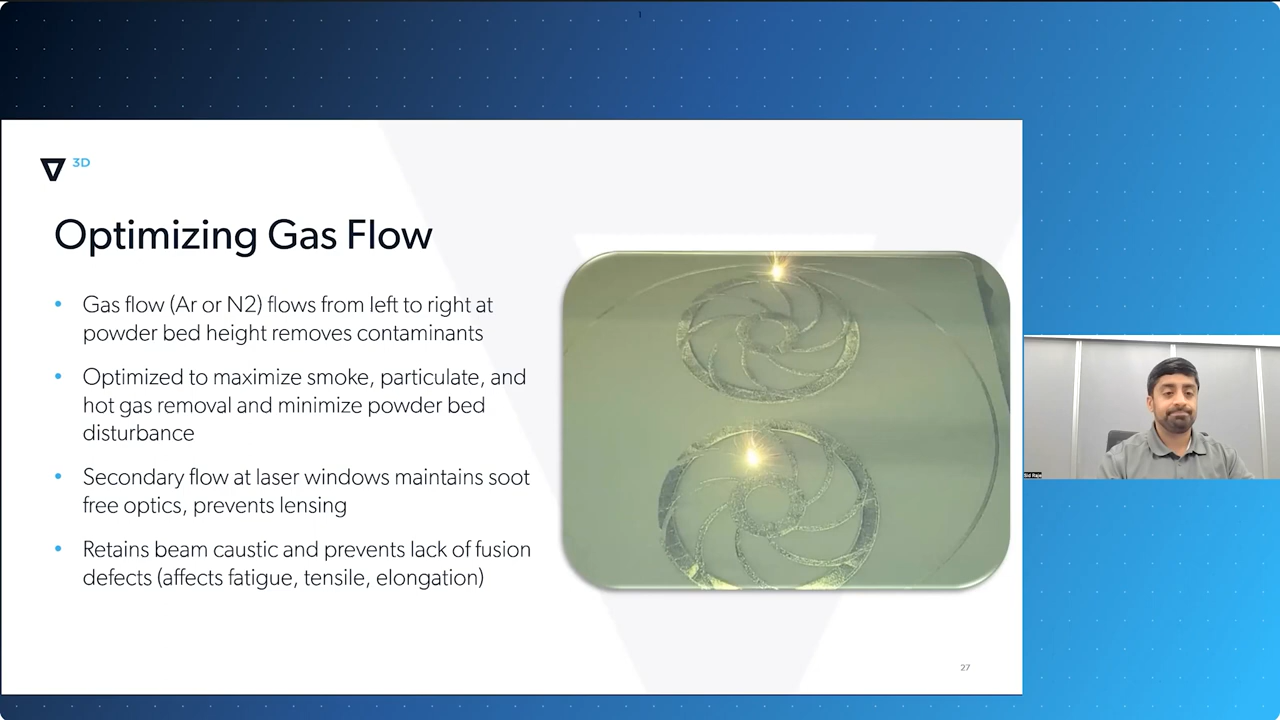 3D
Optimizing Gas Flow
• Gas flow (Ar or N2) flows from left to right at
powder bed height removes contaminants
• Optimized to maximize smoke, particulate, and
hot gas removal and minimize powder bed
disturbance
• Secondary flow at laser windows maintains soot
free optics, prevents lensing
• Retains beam caustic and prevents lack of fusion
defects (affects fatigue, tensile, elongation)
Sid Raje
27